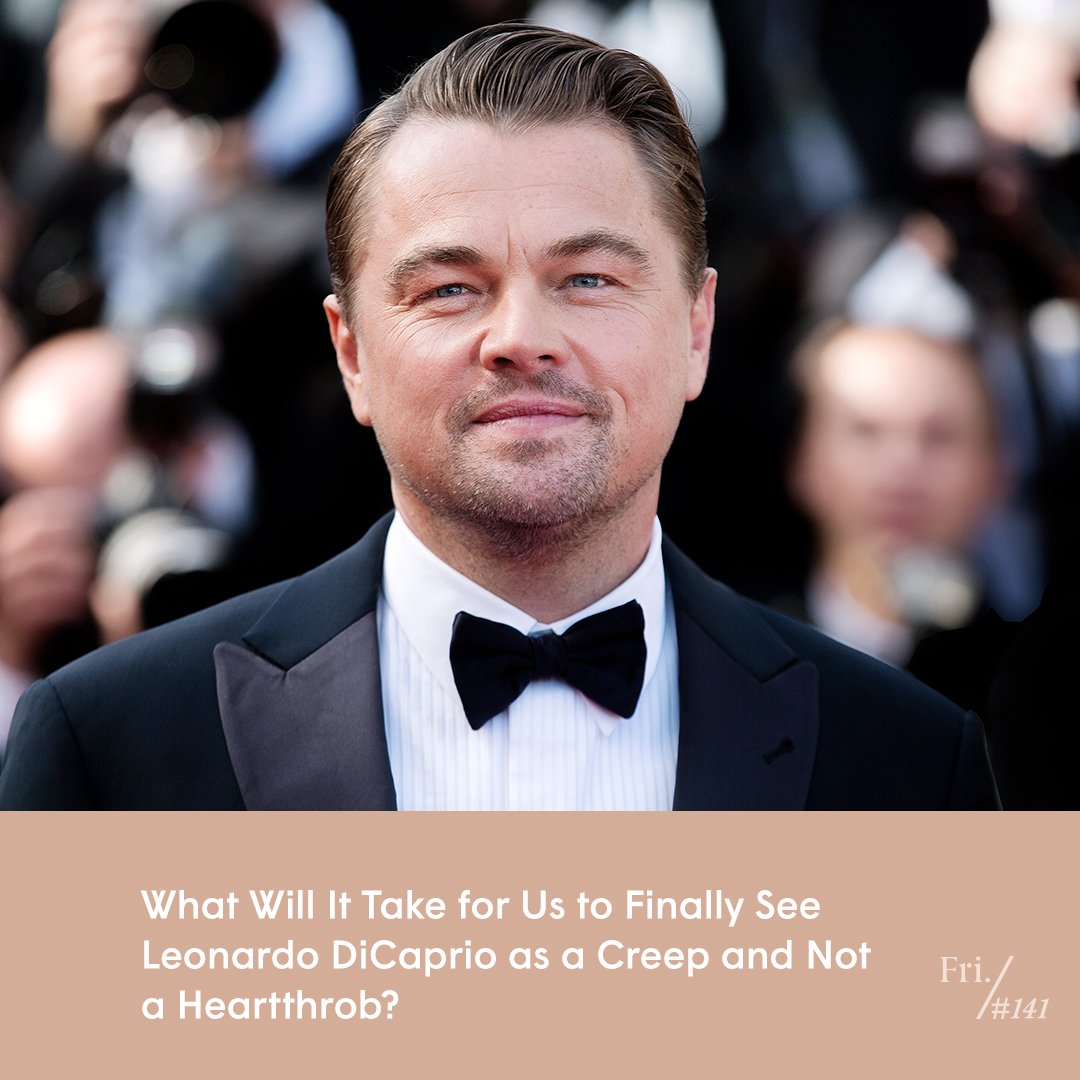 What Will It Take for Us to Finally See
Leonardo DiCaprio as a Creep and Not
a Heartthrob?
Fri./
#141